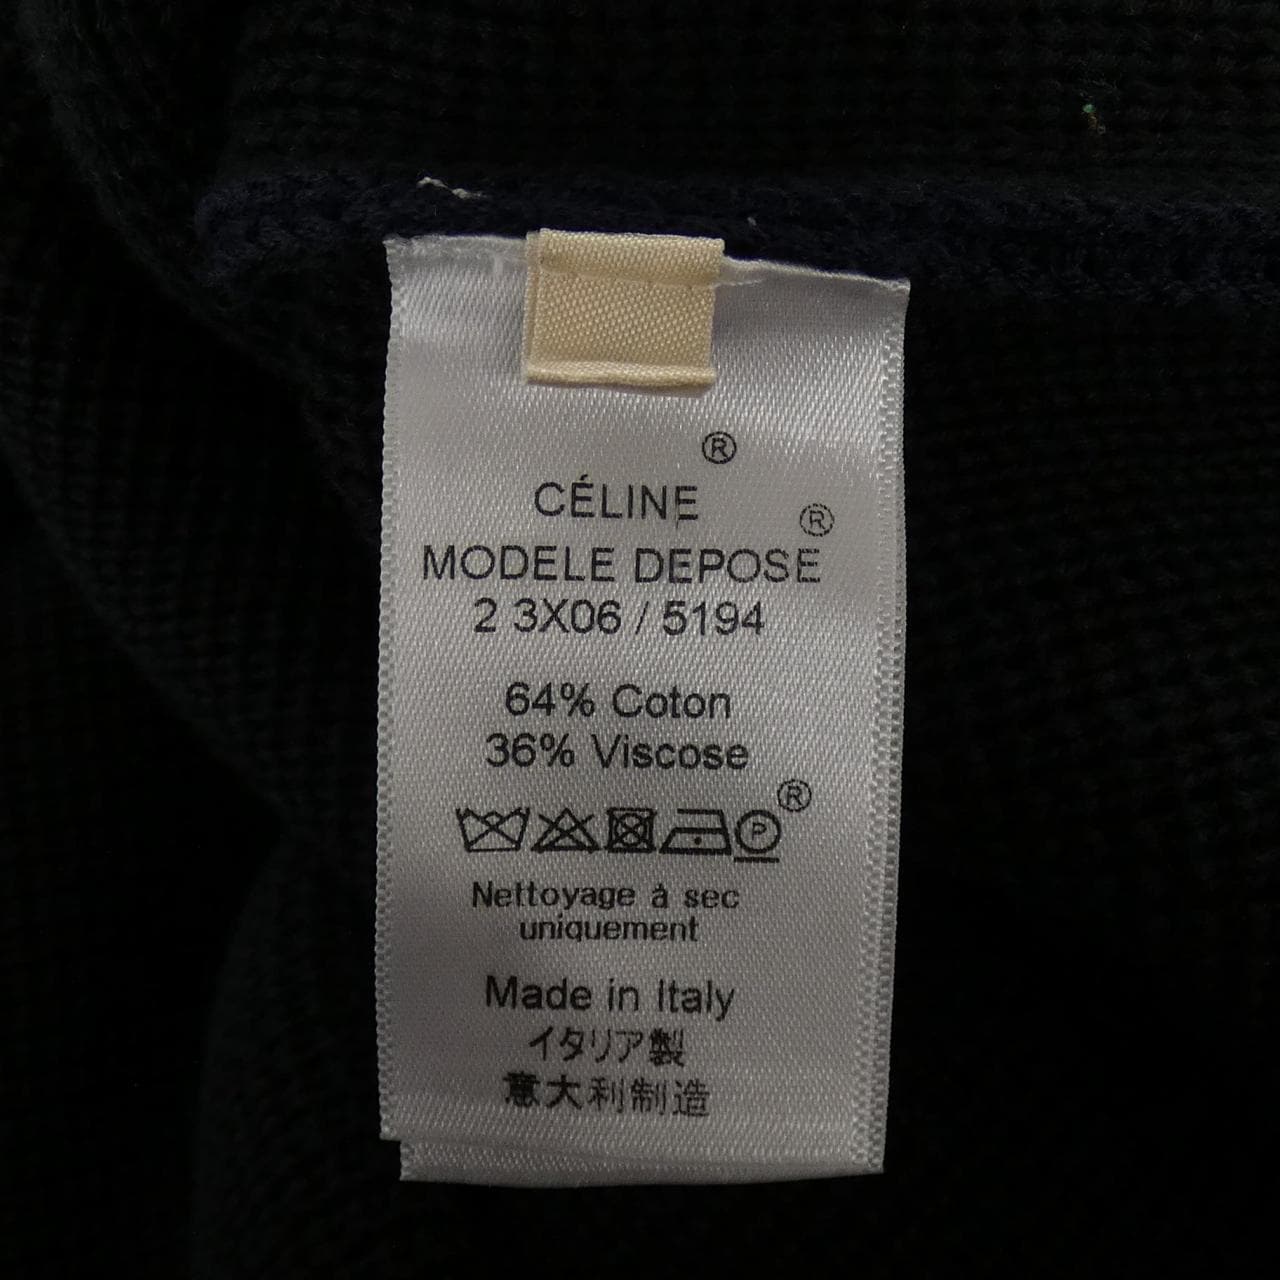 ®
CÉLINE
®
MODELE DEPOSE
2 3X06 / 5194
64% Coton
36% Viscose
®
P
Nettoyage à sec
uniquement
Made in Italy
イタリア製
意大利制造